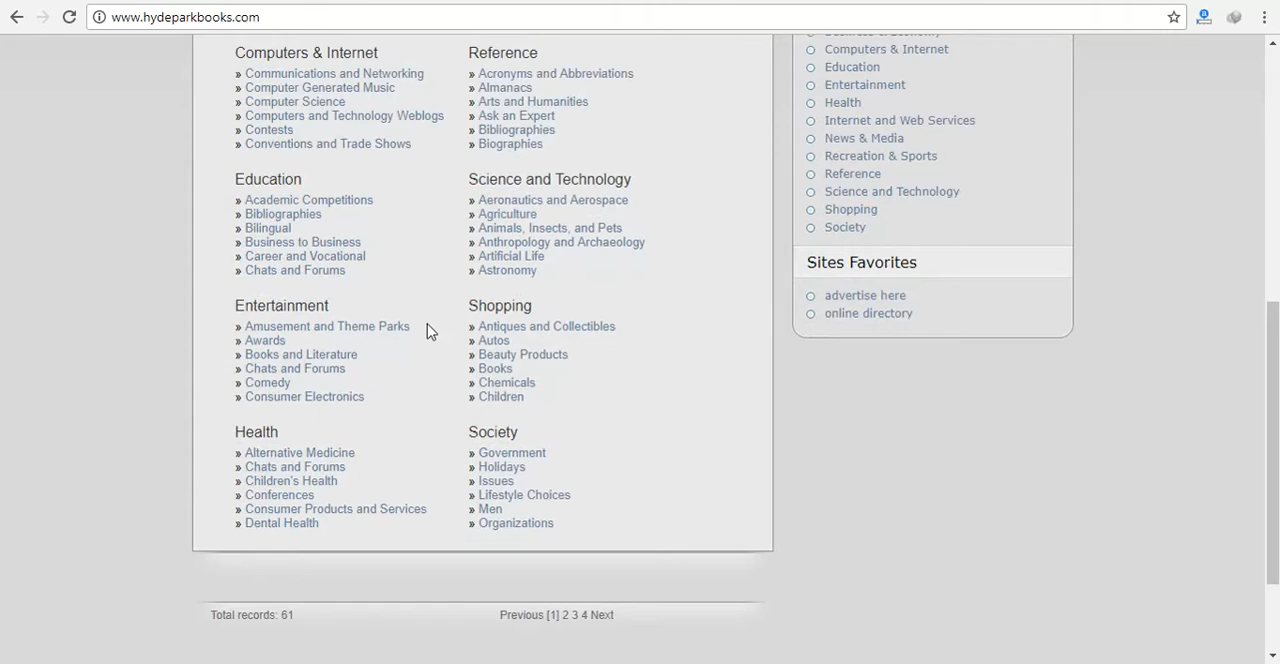 www.hydeparkbooks.com
Computers & Internet
» Communications and Networking
» Computer Generated Music
» Computer Science
» Computers and Technology Weblogs
» Contests
» Conventions and Trade Shows
Reference
» Acronyms and Abbreviations
» Almanacs
» Arts and Humanities
» Ask an Expert
» Bibliographies
» Biographies
Education
» Academic Competitions
» Bibliographies
» Bilingual
» Business to Business
» Career and Vocational
» Chats and Forums
Science and Technology
» Aeronautics and Aerospace
» Agriculture
» Animals, Insects, and Pets
» Anthropology and Archaeology
» Artificial Life
» Astronomy
Entertainment
» Amusement and Theme Parks
» Awards
» Books and Literature
» Chats and Forums
» Comedy
» Consumer Electronics
Shopping
» Antiques and Collectibles
» Autos
» Beauty Products
» Books
» Chemicals
» Children
Health
» Alternative Medicine
» Chats and Forums
» Children's Health
» Conferences
» Consumer Products and Services
» Dental Health
Society
» Government
» Holidays
» Issues
» Lifestyle Choices
» Men
» Organizations
Total records: 61
Previous [1] 2 3 4 Next
Business & Economy
Computers & Internet
Education
Entertainment
Health
Internet and Web Services
News & Media
Recreation & Sports
Reference
Science and Technology
Shopping
Society
Sites Favorites
advertise here
online directory